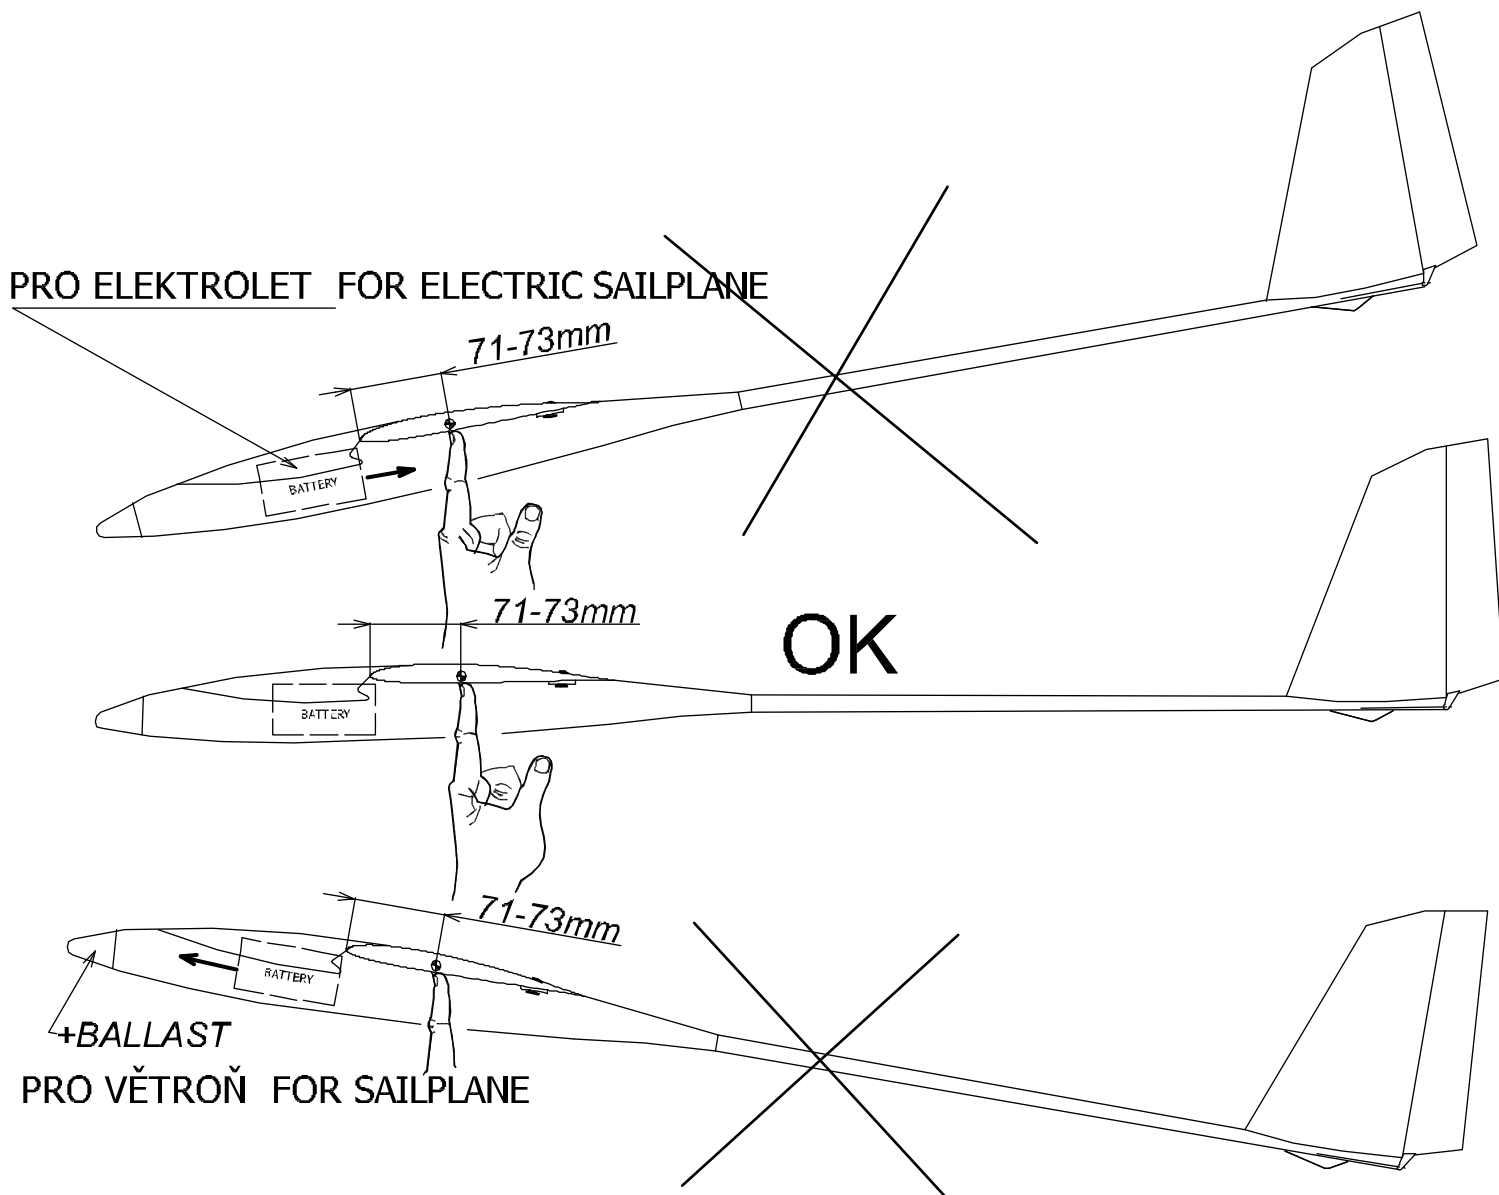 PRO ELEKTROLET FOR ELECTRIC SAILPLANE
71-73mm
BATTERY
71-73mm
OK
BATTERY
71-73mm
BATTERY
+BALLAST
PRO VĚTROŇ FOR SAILPLANE